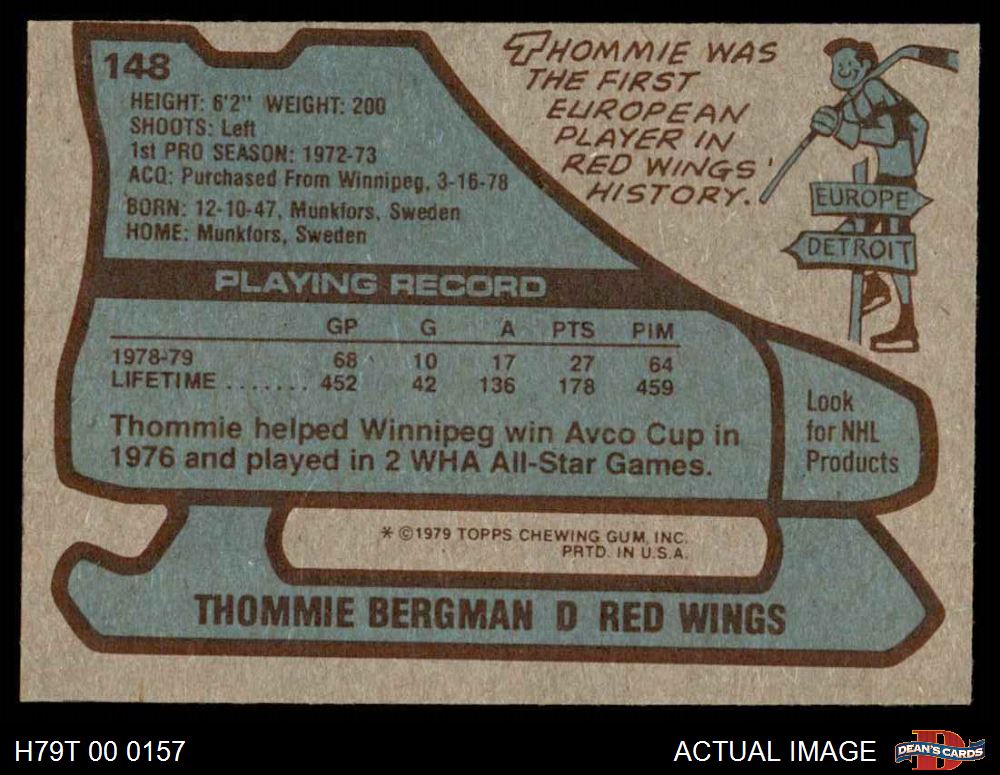 148
HEIGHT: 6'2" WEIGHT: 200
SHOOTS: Left
1st PRO SEASON: 1972-73
ACQ: Purchased From Winnipeg, 3-16-78
BORN: 12-10-47, Munkfors, Sweden
HOME: Munkfors, Sweden
THOMMIE WAS
THE FIRST
EUROPEAN
PLAYER IN
RED WINGS'
HISTORY.
EUROPE
DETROIT
PLAYING RECORD
GP G A PTS PIM
1978-79 68 10 17 27 64
LIFETIME ....... 452 42 136 178 459
Thommie helped Winnipeg win Avco Cup in
1976 and played in 2 WHA All-Star Games.
Look
for NHL
Products
* ©1979 TOPPS CHEWING GUM, INC.
PRTD. IN U.S.A.
THOMMIE BERGMAN D RED WINGS
H79T 00 0157
ACTUAL IMAGE
D
DEAN'S CARDS